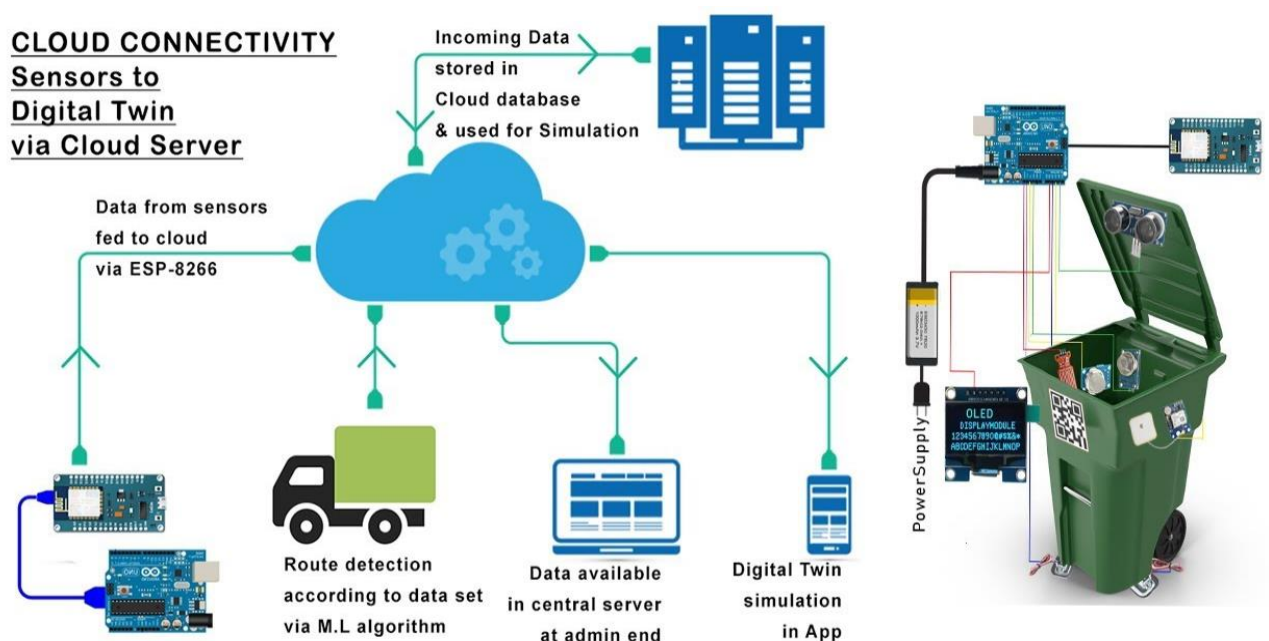 CLOUD CONNECTIVITY
Sensors to
Digital Twin
via Cloud Server
Incoming Data
stored in
Cloud database
& used for Simulation
Data from sensors
fed to cloud
via ESP-8266
Route detection
according to data set
via M.L algorithm
Data available
in central server
at admin end
Digital Twin
simulation
in App
UNO
ARDUINO
PowerSupply
OLED
DISPLAYMODULE
1234567890@#$%&*
ABCDEFGHIJKLMNOP